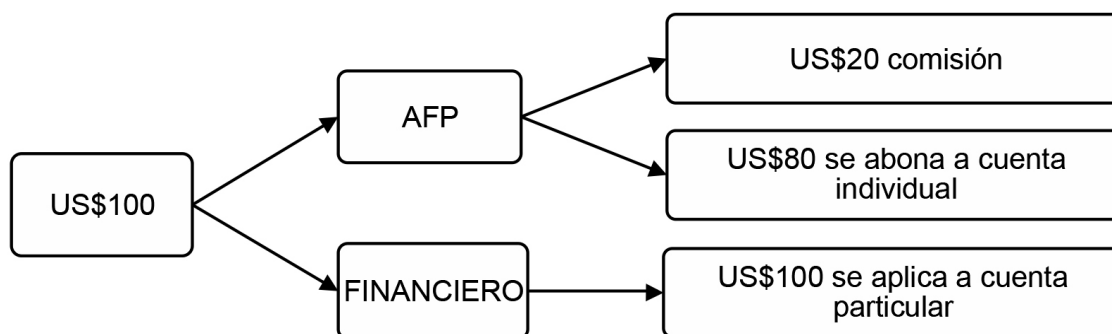 US$100
AFP
US$20 comisión
US$80 se abona a cuenta
individual
FINANCIERO
US$100 se aplica a cuenta
particular